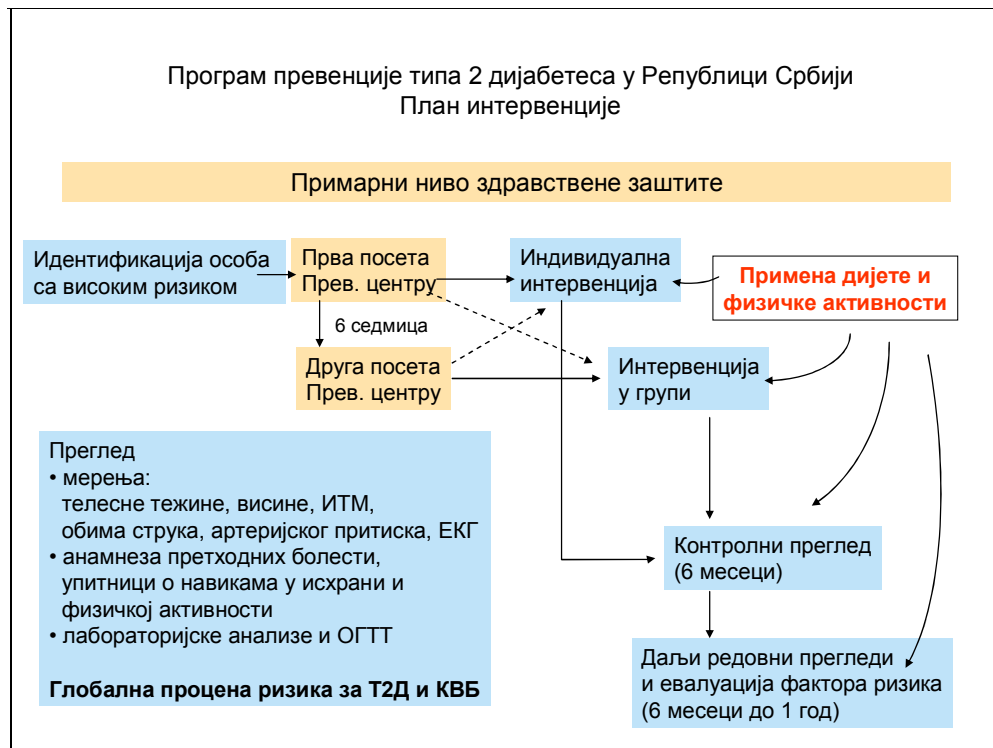 Програм превенције типа 2 дијабетеса у Републици Србији
План интервенције
Примарни ниво здравствене заштите
Идентификација особа
са високим ризиком
Прва посета
Прев. центру
Индивидуална
интервенција
Примена дијете и
физичке активности
6 седмица
Друга посета
Прев. центру
Интервенција
у групи
Преглед
• мерења:
телесне тежине, висине, ИТМ,
обима струка, артеријског притиска, ЕКГ
• анамнеза претходних болести,
упитници о навикама у исхрани и
физичкој активности
• лабораторијске анализе и ОГТТ
Глобална процена ризика за Т2Д и КВБ
Контролни преглед
(6 месеци)
Даљи редовни прегледи
и евалуација фактора ризика
(6 месеци до 1 год)